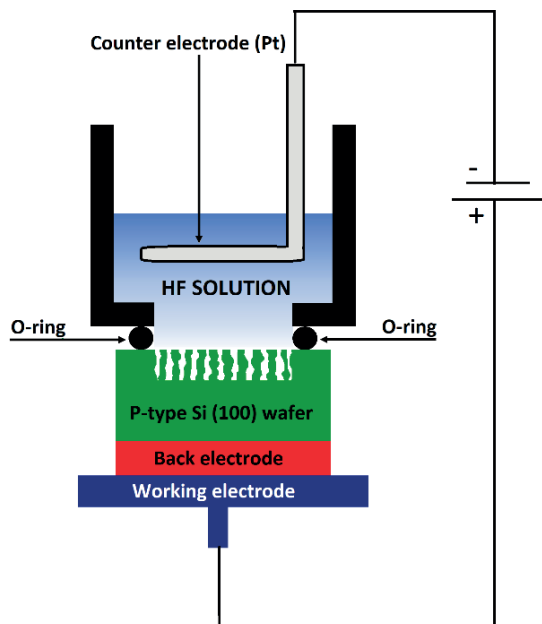 Counter electrode (Pt)
-
+
HF SOLUTION
O-ring
O-ring
P-type Si (100) wafer
Back electrode
Working electrode